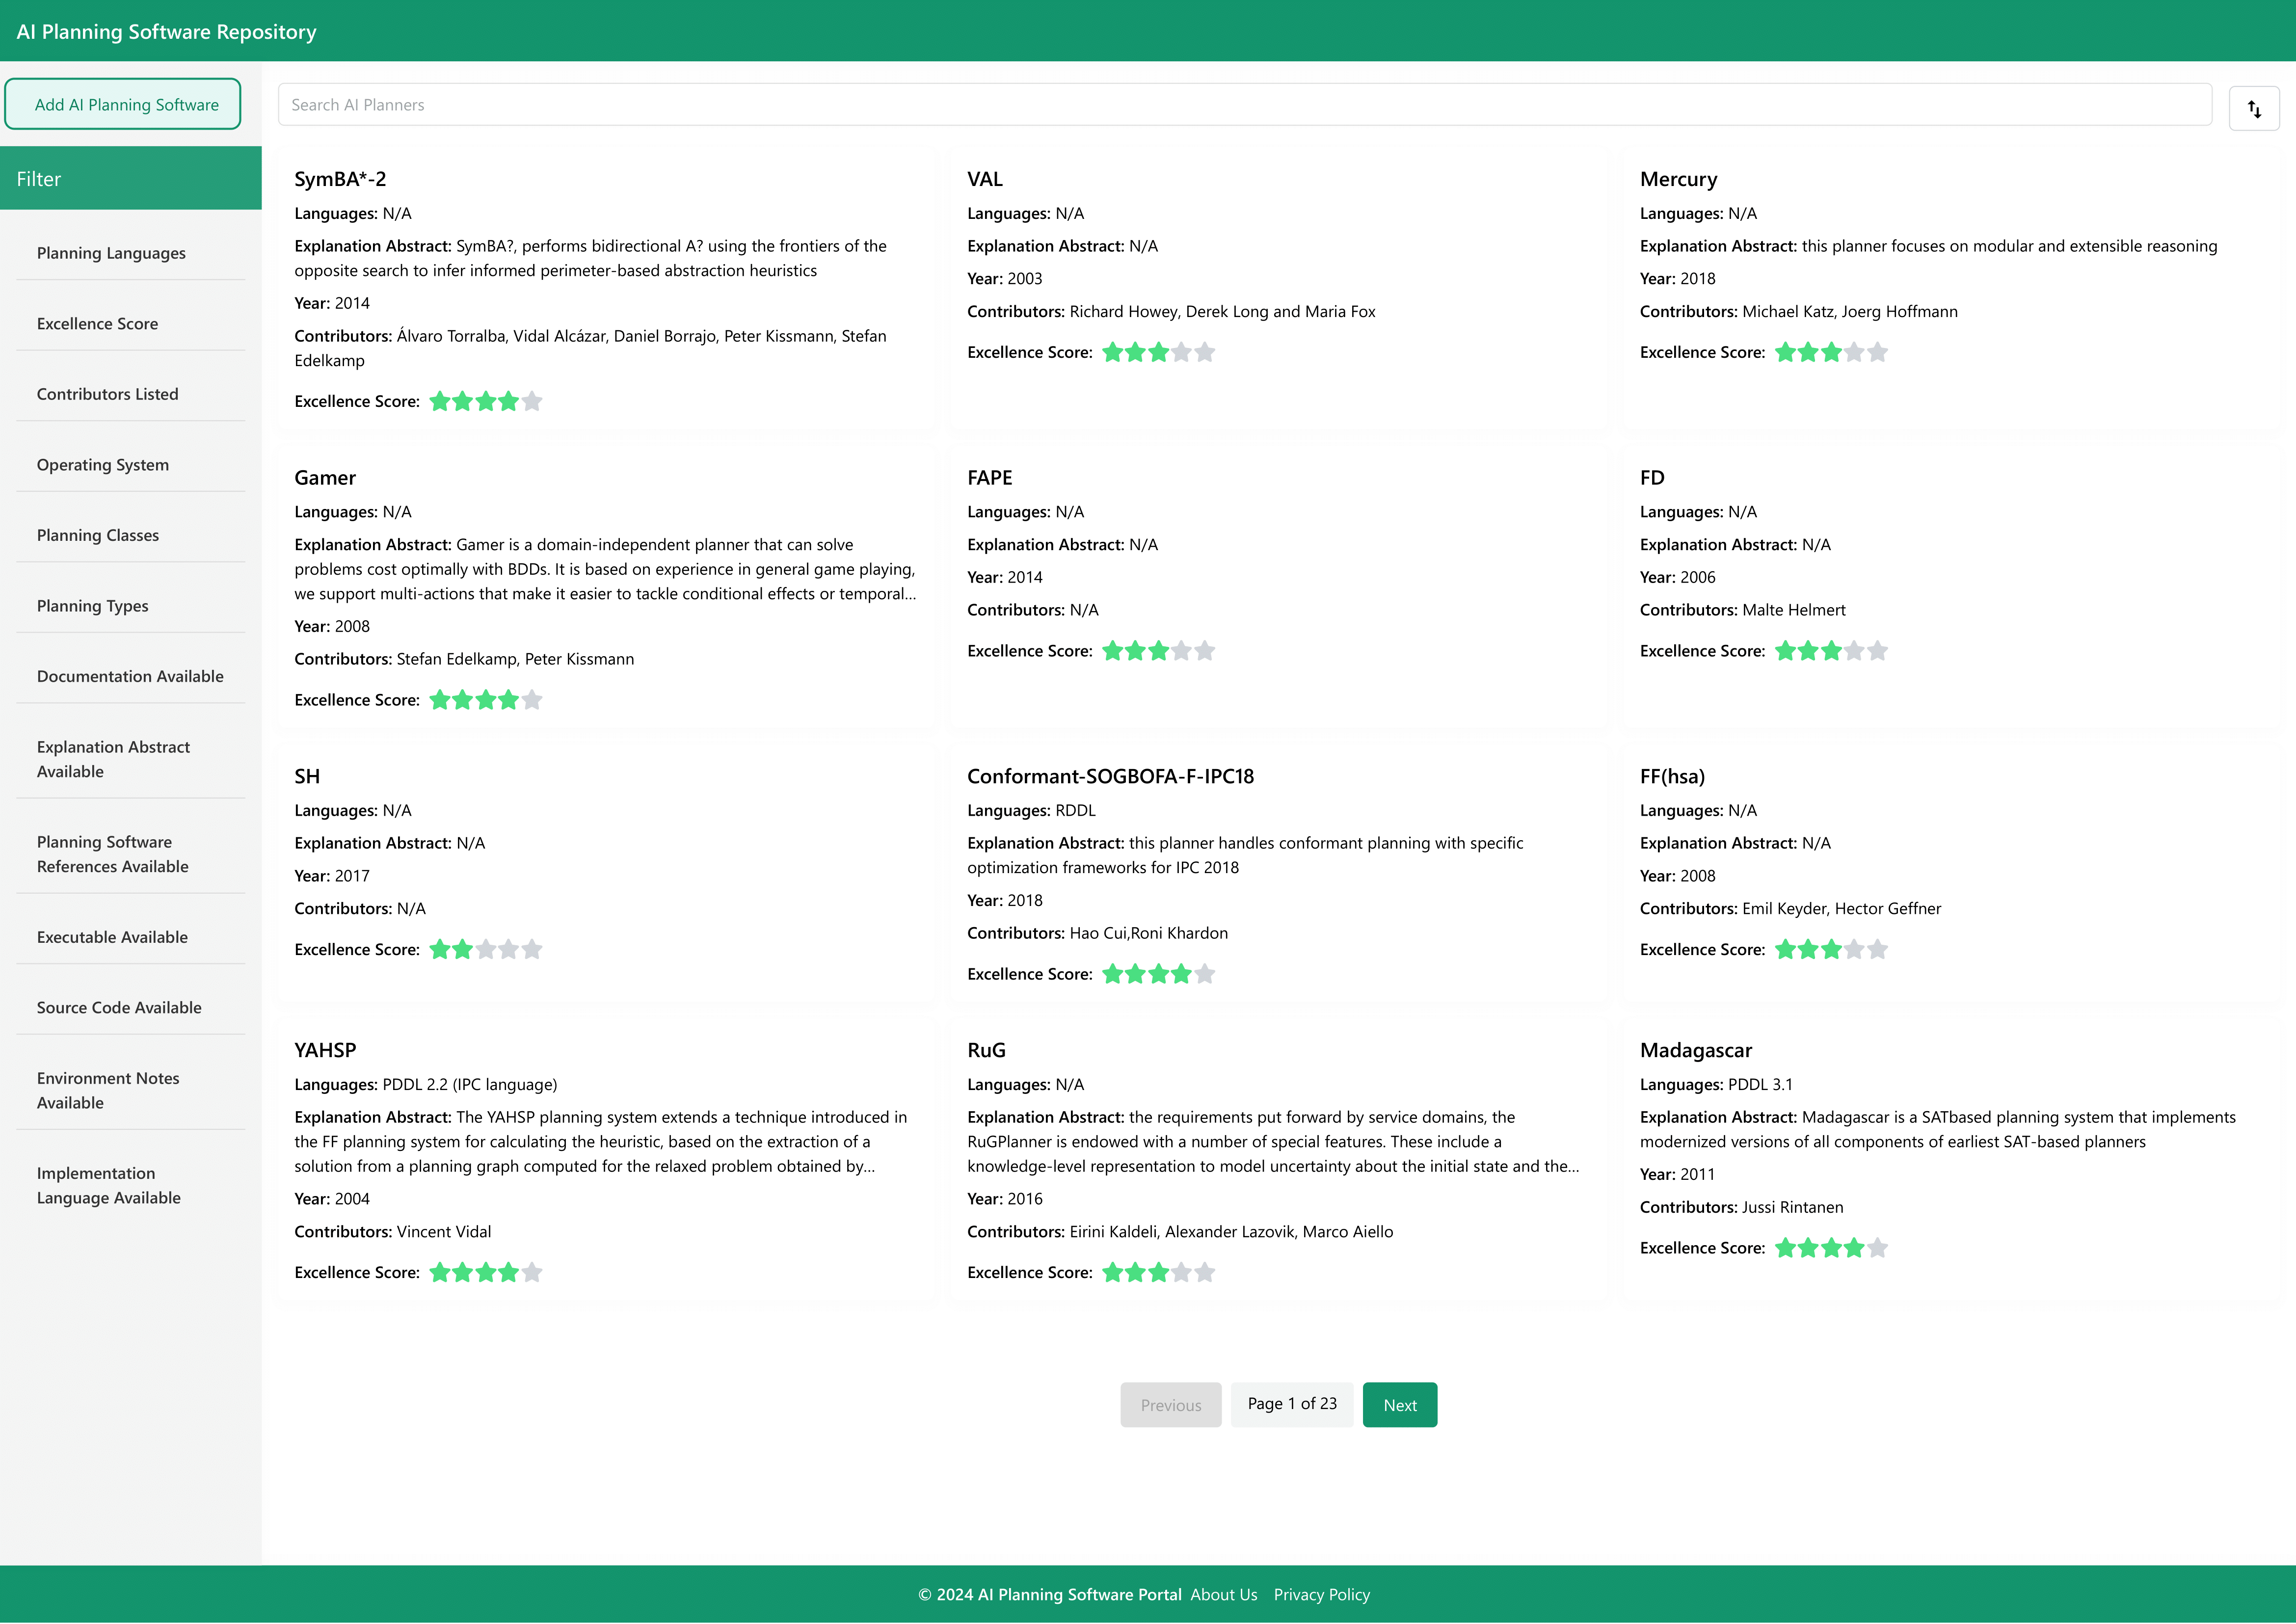 AI Planning Software Repository
Add AI Planning Software
Filter
Planning Languages
Excellence Score
Contributors Listed
Operating System
Planning Classes
Planning Types
Documentation Available
Explanation Abstract
Available
Planning Software
References Available
Executable Available
Source Code Available
Environment Notes
Available
Implementation
Language Available
Search AI Planners
SymBA*-2
Languages: N/A
Explanation Abstract: SymBA?, performs bidirectional A? using the frontiers of the
opposite search to infer informed perimeter-based abstraction heuristics
Year: 2014
Contributors: Álvaro Torralba, Vidal Alcázar, Daniel Borrajo, Peter Kissmann, Stefan
Edelkamp
Excellence Score:
VAL
Languages: N/A
Explanation Abstract: N/A
Year: 2003
Contributors: Richard Howey, Derek Long and Maria Fox
Excellence Score:
Mercury
Languages: N/A
Explanation Abstract: this planner focuses on modular and extensible reasoning
Year: 2018
Contributors: Michael Katz, Joerg Hoffmann
Excellence Score:
Gamer
Languages: N/A
Explanation Abstract: Gamer is a domain-independent planner that can solve
problems cost optimally with BDDs. It is based on experience in general game playing,
we support multi-actions that make it easier to tackle conditional effects or temporal...
Year: 2008
Contributors: Stefan Edelkamp, Peter Kissmann
Excellence Score:
FAPE
Languages: N/A
Explanation Abstract: N/A
Year: 2014
Contributors: N/A
Excellence Score:
FD
Languages: N/A
Explanation Abstract: N/A
Year: 2006
Contributors: Malte Helmert
Excellence Score:
SH
Languages: N/A
Explanation Abstract: N/A
Year: 2017
Contributors: N/A
Excellence Score:
Conformant-SOGBOFA-F-IPC18
Languages: RDDL
Explanation Abstract: this planner handles conformant planning with specific
optimization frameworks for IPC 2018
Year: 2018
Contributors: Hao Cui,Roni Khardon
Excellence Score:
FF(hsa)
Languages: N/A
Explanation Abstract: N/A
Year: 2008
Contributors: Emil Keyder, Hector Geffner
Excellence Score:
YAHSP
Languages: PDDL 2.2 (IPC language)
Explanation Abstract: The YAHSP planning system extends a technique introduced in
the FF planning system for calculating the heuristic, based on the extraction of a
solution from a planning graph computed for the relaxed problem obtained by...
Year: 2004
Contributors: Vincent Vidal
Excellence Score:
RuG
Languages: N/A
Explanation Abstract: the requirements put forward by service domains, the
RuGPlanner is endowed with a number of special features. These include a
knowledge-level representation to model uncertainty about the initial state and the...
Year: 2016
Contributors: Eirini Kaldeli, Alexander Lazovik, Marco Aiello
Excellence Score:
Madagascar
Languages: PDDL 3.1
Explanation Abstract: Madagascar is a SATbased planning system that implements
modernized versions of all components of earliest SAT-based planners
Year: 2011
Contributors: Jussi Rintanen
Excellence Score:
Previous
Page 1 of 23
Next
© 2024 AI Planning Software Portal About Us Privacy Policy